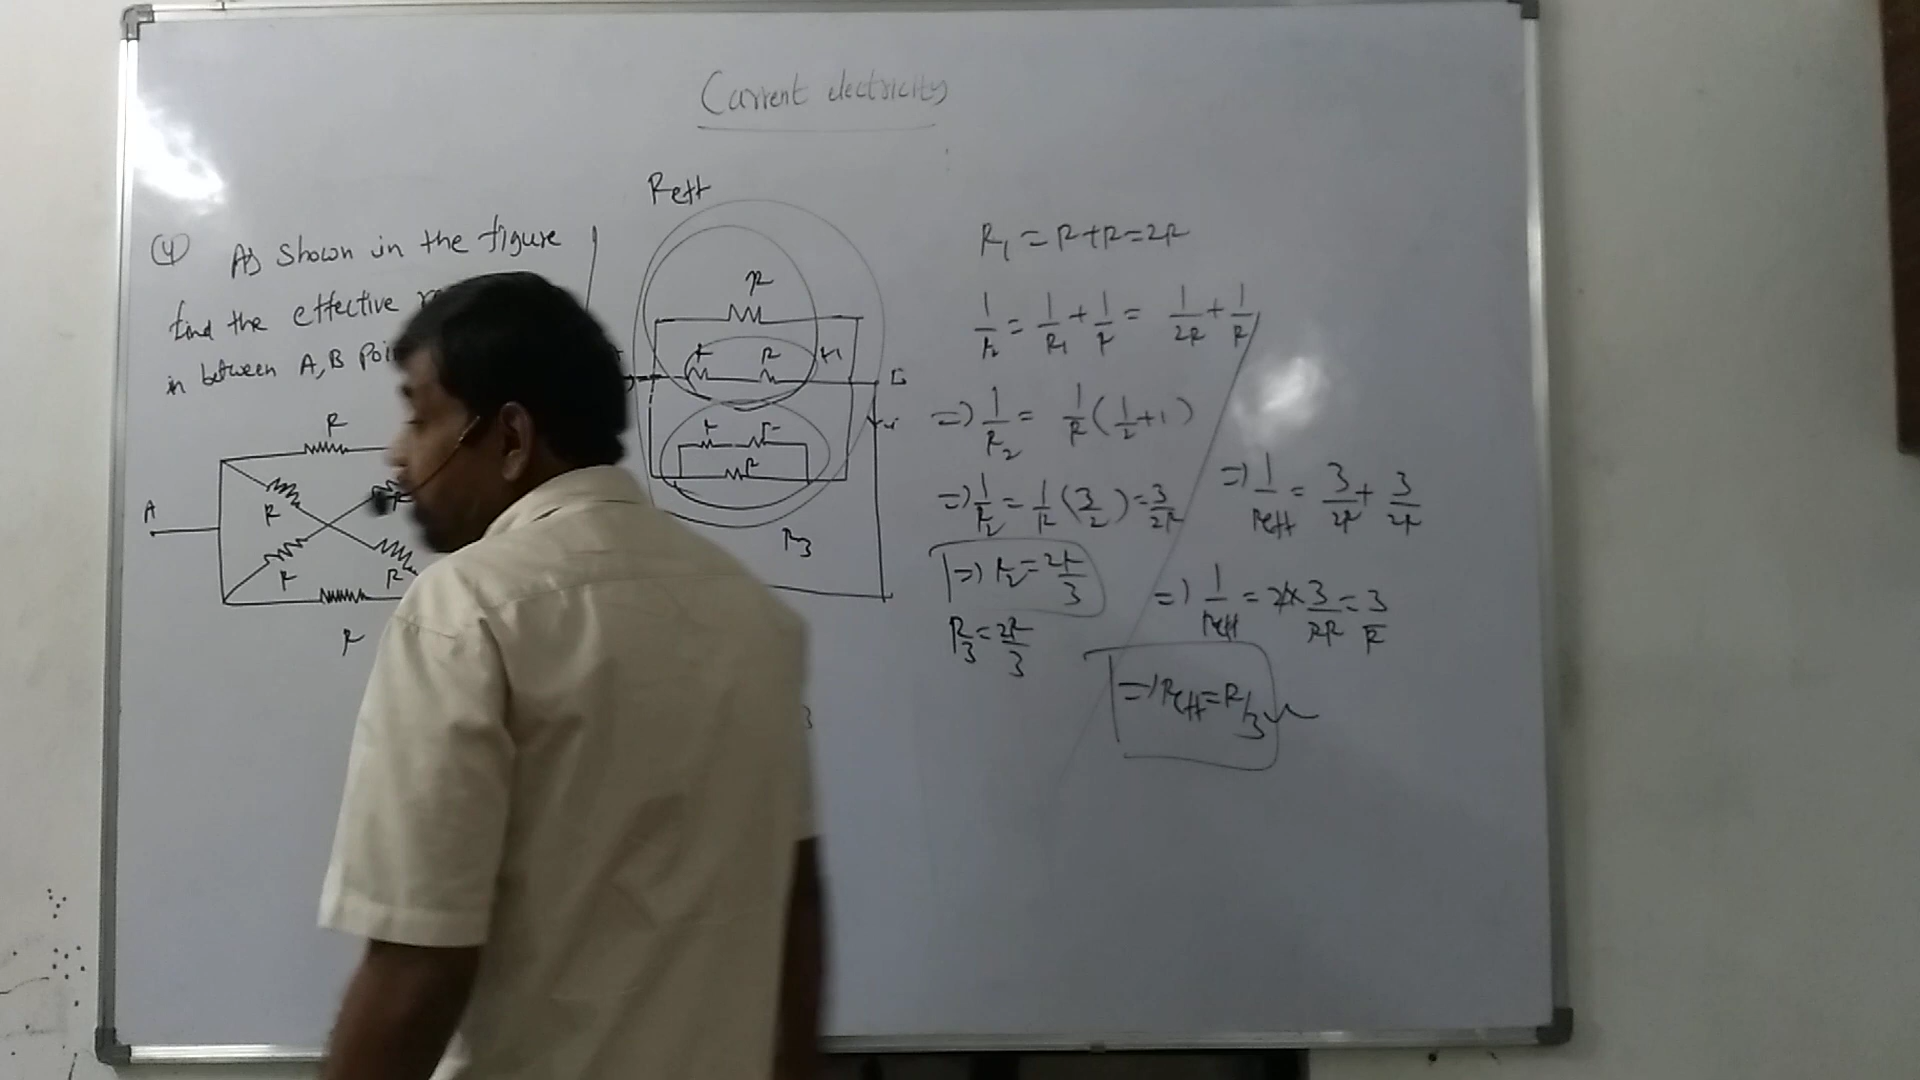 Current electricity
(4) As shown in the figure
find the effective
in between A, B
R
A
R
R
R
R
Reff
R
R R
B
R
R3
R1 = R+R=2R
1/R2 = 1/R1 + 1/R = 1/2R + 1/R
=) 1/R2 = 1/R (1/2+1)
=) 1/R2 = 1/R (3/2) = 3/2R
=) R2 = 2R/3
R3 = 2R/3
=) 1/Reff = 3/2R + 3/2R
=) 1/Reff = 2x 3/2R = 3/R
=) Reff = R/3